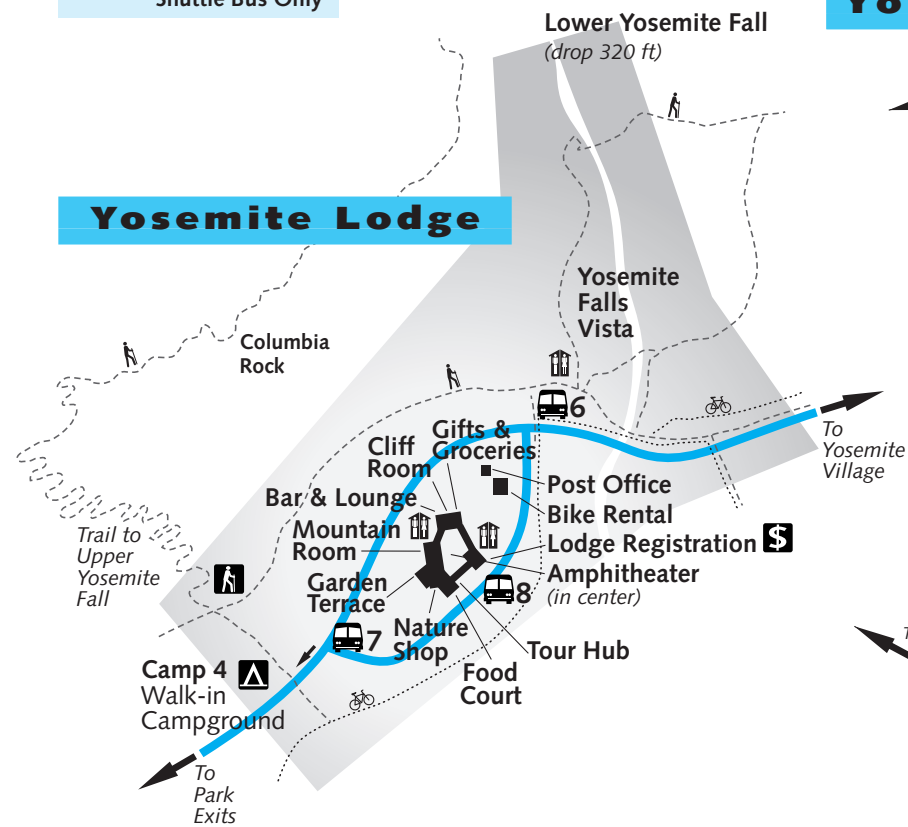 Shuttle Bus Only
Lower Yosemite Fall
(drop 320 ft)
Yo
Yosemite Lodge
Yosemite
Falls
Vista
Columbia
Rock
6
To
Yosemite
Village
Gifts &
Groceries
Cliff
Room
Bar & Lounge
Mountain
Room
Garden
Terrace
Post Office
Bike Rental
Lodge Registration $
Amphitheater
(in center)
8
Trail to
Upper
Yosemite
Fall
7
Nature
Shop
Tour Hub
Food
Court
Camp 4
Walk-in
Campground
To
Park
Exits